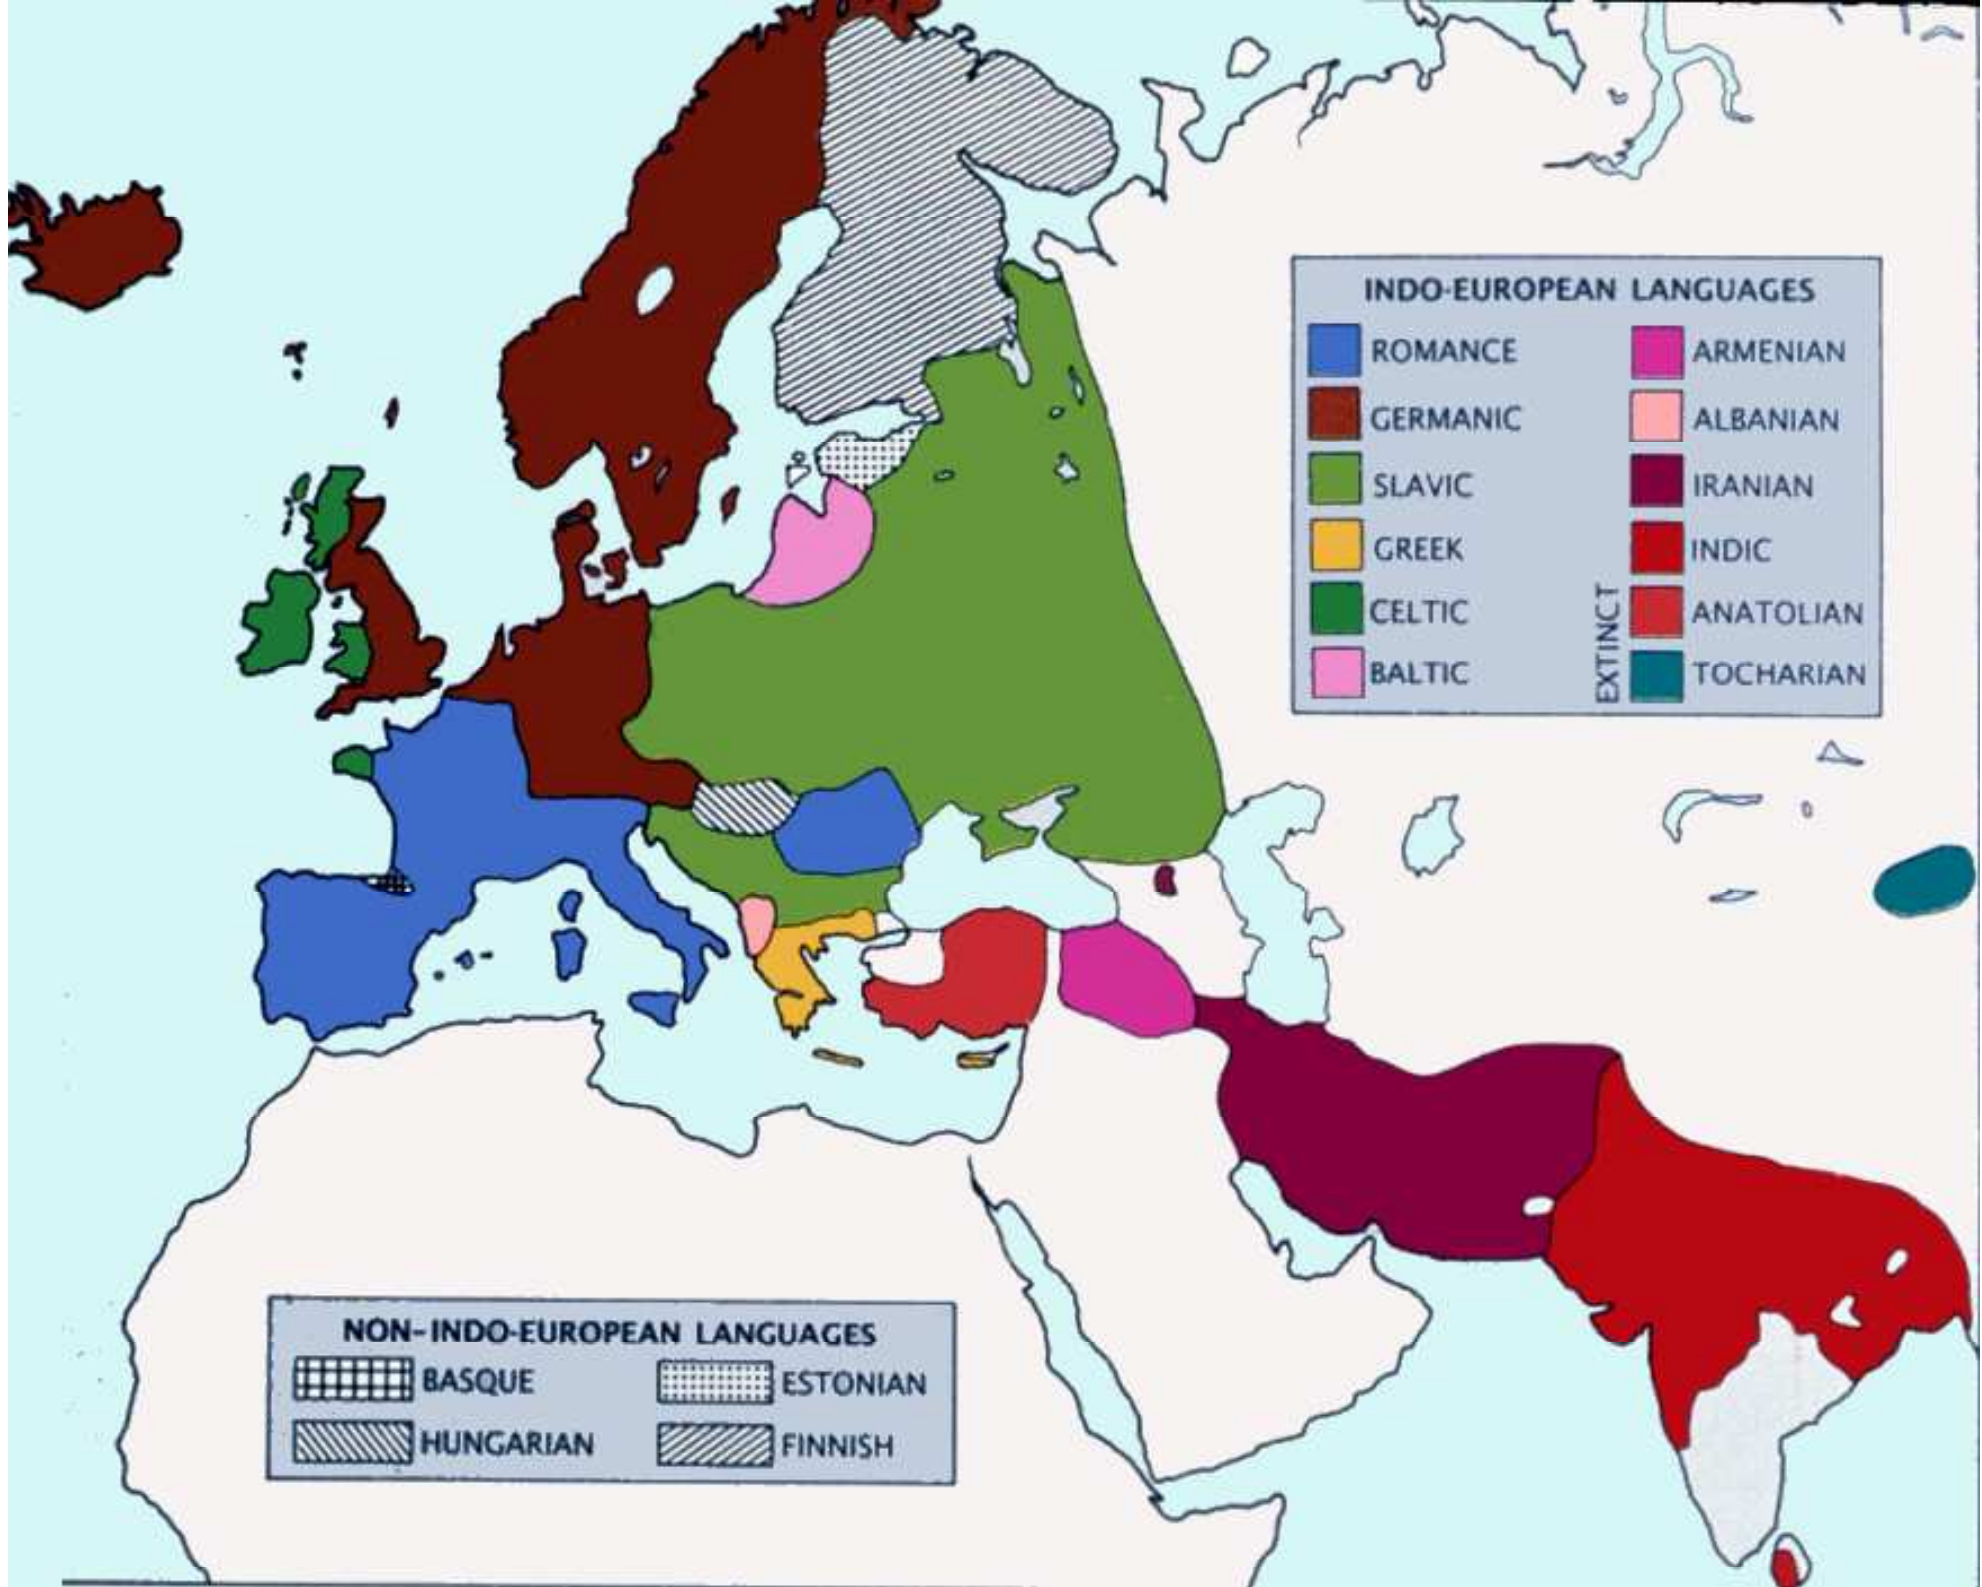 INDO-EUROPEAN LANGUAGES
ROMANCE
GERMANIC
SLAVIC
GREEK
CELTIC
BALTIC
ARMENIAN
ALBANIAN
IRANIAN
INDIC
EXTINCT
ANATOLIAN
TOCHARIAN
NON-INDO-EUROPEAN LANGUAGES
BASQUE
HUNGARIAN
ESTONIAN
FINNISH